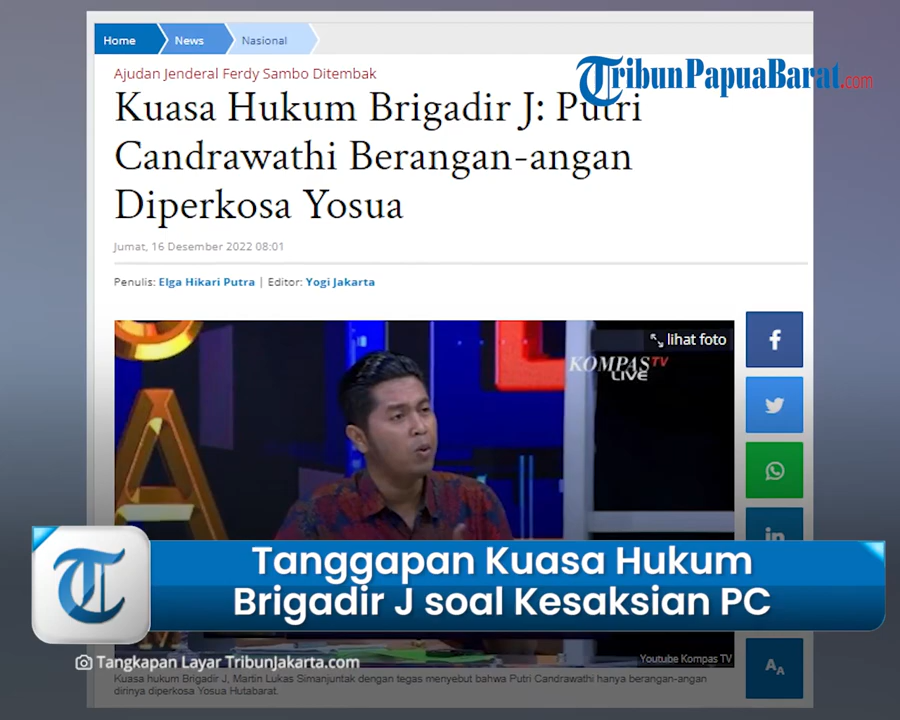 Home News Nasional
Ajudan Jenderal Ferdy Sambo Ditembak
TribunPapuaBarat.com
Kuasa Hukum Brigadir J: Putri
Candrawathi Berangan-angan
Diperkosa Yosua
Jumat, 16 Desember 2022 08:01
Penulis: Elga Hikari Putra | Editor: Yogi Jakarta
lihat foto
KOMPAS TV
LIVE
A
f
in
T
Tanggapan Kuasa Hukum
Brigadir J soal Kesaksian PC
Tangkapan Layar TribunJakarta.com
Youtube Kompas TV
AA
Kuasa hukum Brigadir J, Martin Lukas Simanjuntak dengan tegas menyebut bahwa Putri Candrawathi hanya berangan-angan
dirinya diperkosa Yosua Hutabarat.